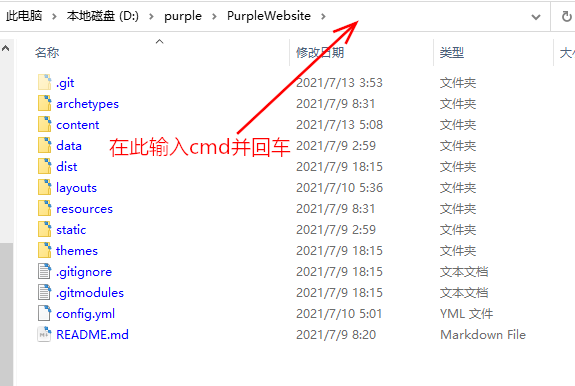 此电脑 › 本地磁盘 (D:) › purple › PurpleWebsite ›
名称 修改日期 类型 大小
.git 2021/7/13 3:53 文件夹
archetypes 2021/7/9 8:31 文件夹
content 2021/7/13 5:08 文件夹
data 2021/7/9 2:59 文件夹
在此输入cmd并回车
dist 2021/7/9 18:15 文件夹
layouts 2021/7/10 5:36 文件夹
resources 2021/7/9 8:31 文件夹
static 2021/7/9 2:59 文件夹
themes 2021/7/9 18:15 文件夹
.gitignore 2021/7/9 18:15 文本文档
.gitmodules 2021/7/9 18:15 文本文档
config.yml 2021/7/10 5:01 YML 文件
README.md 2021/7/9 8:20 Markdown File